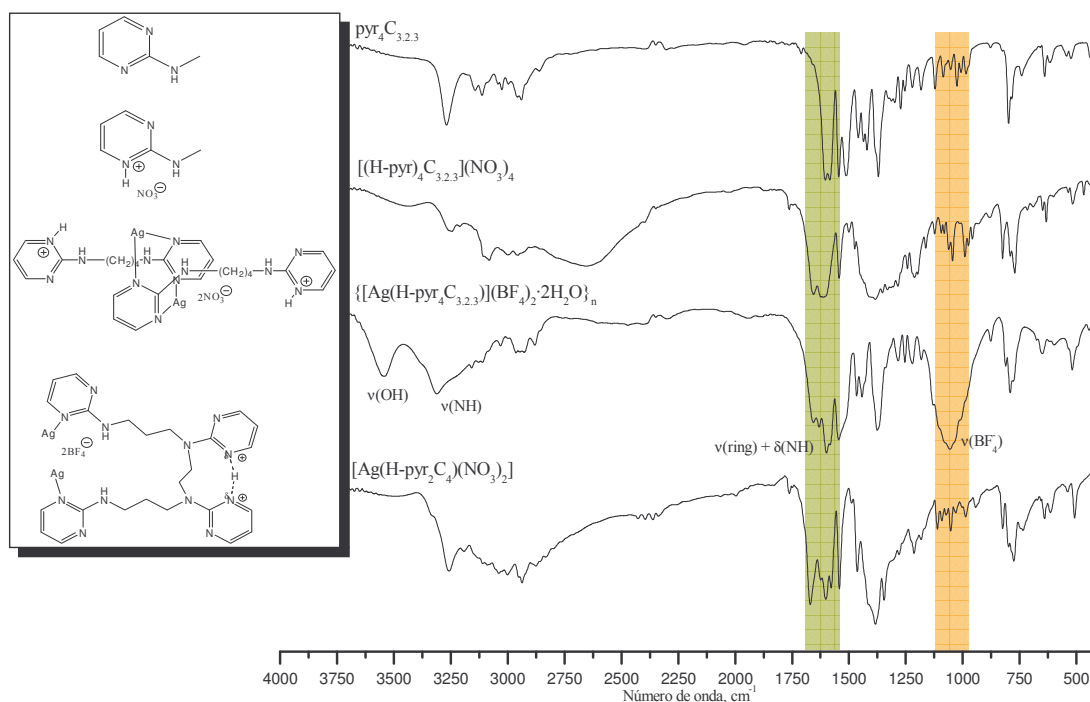 N
N
N
H
N
N
H
⊕
N
H
NO₃⊖
H
N
⊕
N
N
H
(CH₂)₄
Ag
N
H
N
N
N
N
H
(CH₂)₄
N
H
N
N
H
⊕
Ag
N
2NO₃⊖
N
N
Ag
N
H
2BF₄⊖
N
N
N
δ
⊕
H
Ag
N
N
N
H
N
N
N
δ
⊕
pyr₄C₃.₂.₃
[(H-pyr)₄C₃.₂.₃](NO₃)₄
{[Ag(H-pyr₄C₃.₂.₃)](BF₄)₂·2H₂O}ₙ
ν(OH)
ν(NH)
ν(ring) + δ(NH)
ν(BF₄)
[Ag(H-pyr₂C₄)(NO₃)₂]
4000 3750 3500 3250 3000 2750 2500 2250 2000 1750 1500 1250 1000 750 500
Número de onda, cm⁻¹